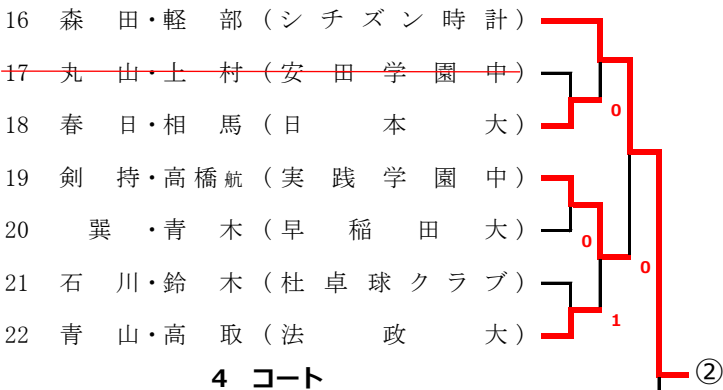 16 森田・軽部（シチズン時計）
17 丸山・上村（安田学園中）
18 春日・相馬（日本大） 0
19 剣持・高橋航（実践学園中）
20 巽・青木（早稲田大） 0 0
21 石川・鈴木（杜卓球クラブ）
22 青山・高取（法政大） 1
4 コート ②